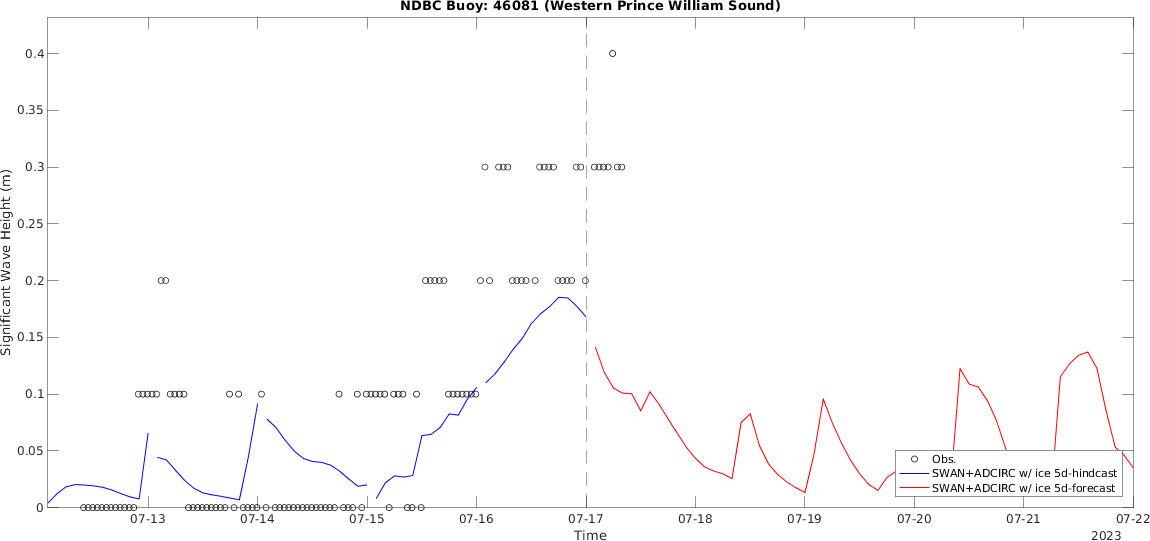 NDBC Buoy: 46081 (Western Prince William Sound)
Significant Wave Height (m)
0.4
0.35
0.3
0.25
0.2
0.15
0.1
0.05
0
Obs.
SWAN+ADCIRC w/ ice 5d-hindcast
SWAN+ADCIRC w/ ice 5d-forecast
07-13 07-14 07-15 07-16 07-17 07-18 07-19 07-20 07-21 07-22
Time
2023